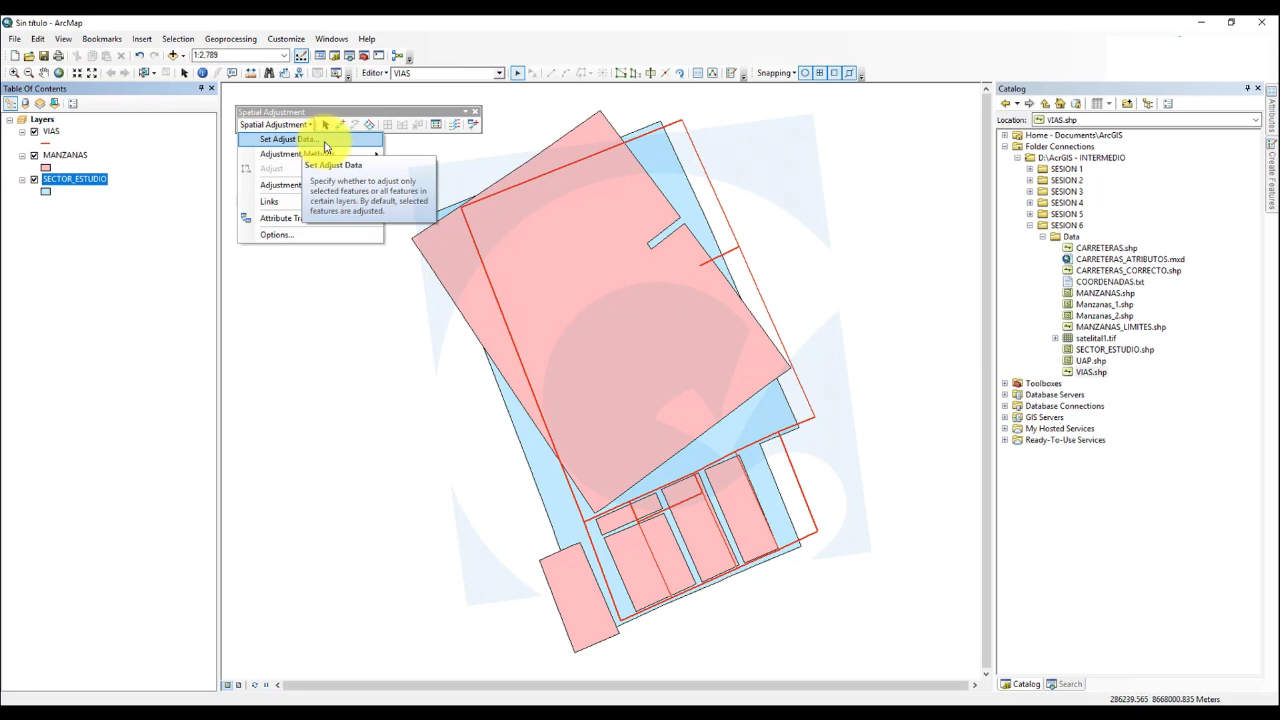 Sin título - ArcMap
File Edit View Bookmarks Insert Selection Geoprocessing Customize Windows Help
1:2,789
Editor VIAS Snapping
Table Of Contents
Layers
VIAS
MANZANAS
SECTOR_ESTUDIO
Spatial Adjustment
Spatial Adjustment
Set Adjust Data...
Adjustment Methods
Adjust
Adjustment
Links
Attribute Tra
Options...
Set Adjust Data
Specify whether to adjust only
selected features or all features in
certain layers. By default, selected
features are adjusted.
Catalog
Location: VIAS.shp
Home - Documents\ArcGIS
Folder Connections
D:\AcrGIS - INTERMEDIO
SESION 1
SESION 2
SESION 3
SESION 4
SESION 5
SESION 6
Data
CARRETERAS.shp
CARRETERAS_ATRIBUTOS.mxd
CARRETERAS_CORRECTO.shp
COORDENADAS.txt
MANZANAS.shp
Manzanas_1.shp
Manzanas_2.shp
MANZANAS_LIMITES.shp
satelital1.tif
SECTOR_ESTUDIO.shp
UAP.shp
VIAS.shp
Toolboxes
Database Servers
Database Connections
GIS Servers
My Hosted Services
Ready-To-Use Services
Attributes
Create Features
Catalog Search
286239.565 8668000.835 Meters